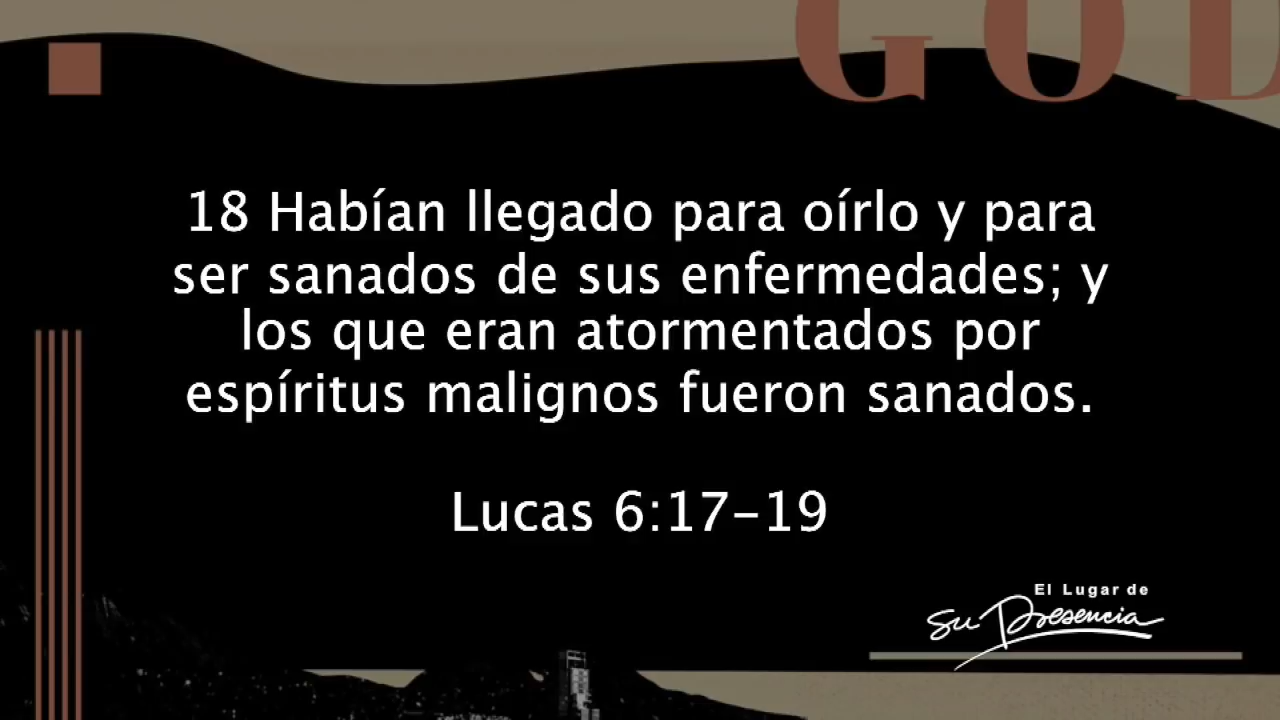 GOD
18 Habían llegado para oírlo y para
ser sanados de sus enfermedades; y
los que eran atormentados por
espíritus malignos fueron sanados.
Lucas 6:17-19
El Lugar de
Su Presencia